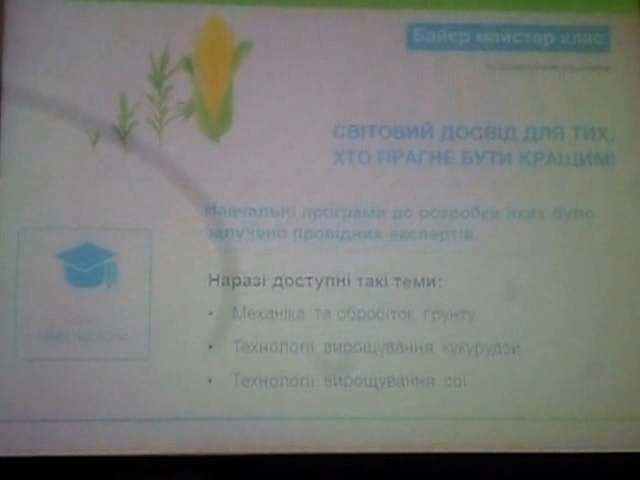 Байєр майстер клас
СВІТОВИЙ ДОСВІД ДЛЯ ТИХ,
ХТО ПРАГНЕ БУТИ КРАЩИМ!
Навчальні програми до розробки яких було
залучено провідних експертів
Наразі доступні такі теми:
• Механіка та обробіток ґрунту
• Технології вирощування кукурудзи
• Технології вирощування сої